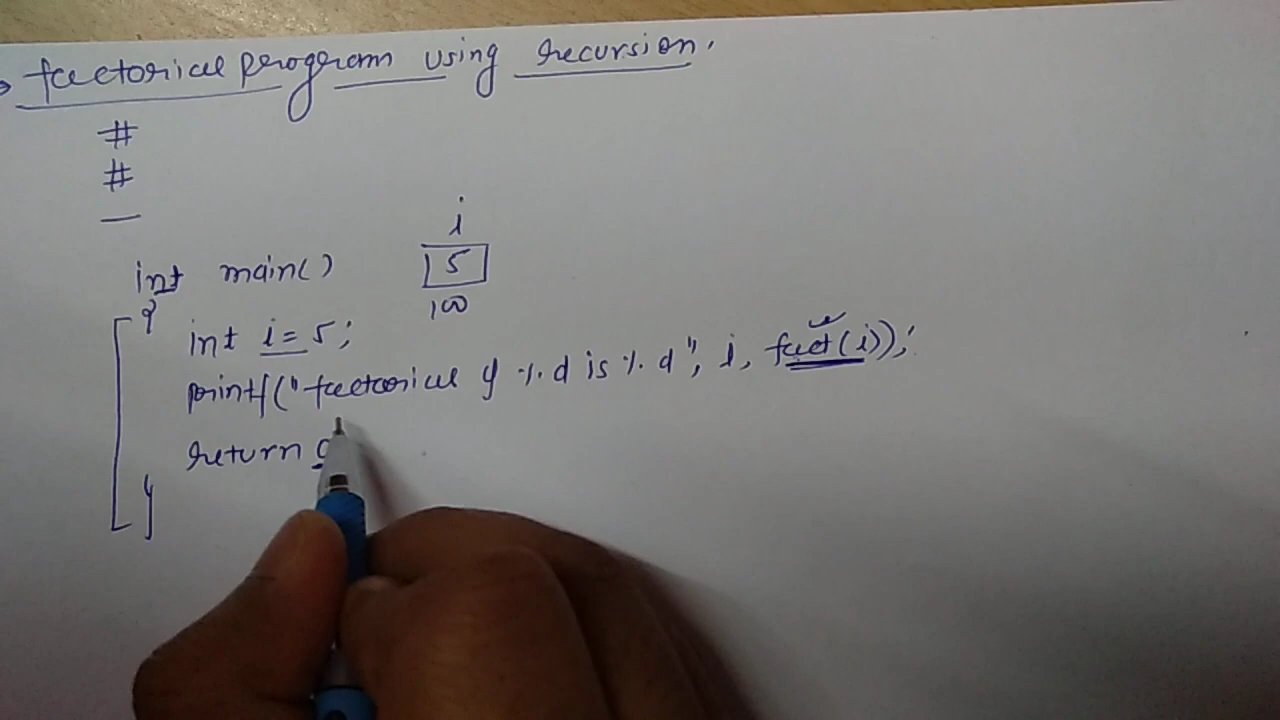 factorial program using recursion.
#
#
—
i
int main() 5
100
{
int i = 5;
printf("factorial of %d is %d", i, fact(i));
return 0
}